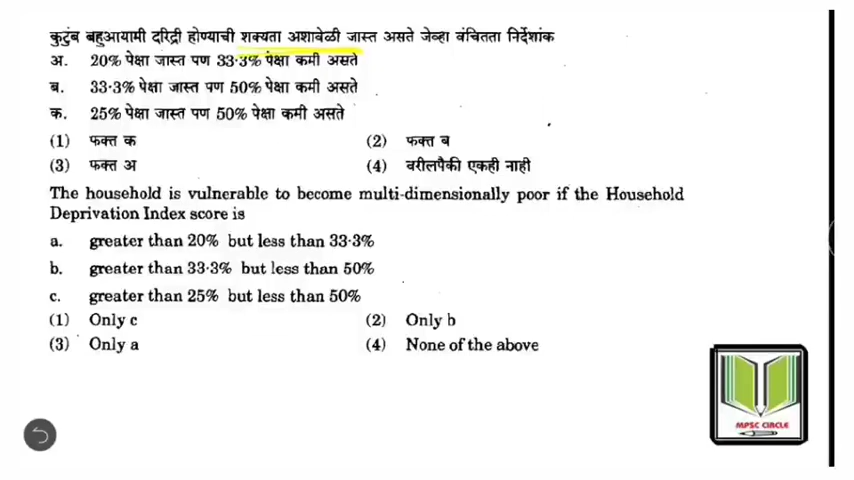 कुटुंब बहुआयामी दरिद्री होण्याची शक्यता अशावेळी जास्त असते जेव्हा वंचितता निर्देशांक
अ. 20% पेक्षा जास्त पण 33·3% पेक्षा कमी असते
ब. 33·3% पेक्षा जास्त पण 50% पेक्षा कमी असते
क. 25% पेक्षा जास्त पण 50% पेक्षा कमी असते
(1) फक्त क (2) फक्त ब
(3) फक्त अ (4) वरीलपैकी एकही नाही
The household is vulnerable to become multi-dimensionally poor if the Household
Deprivation Index score is
a. greater than 20% but less than 33·3%
b. greater than 33·3% but less than 50%
c. greater than 25% but less than 50%
(1) Only c (2) Only b
(3) Only a (4) None of the above
MPSC CIRCLE